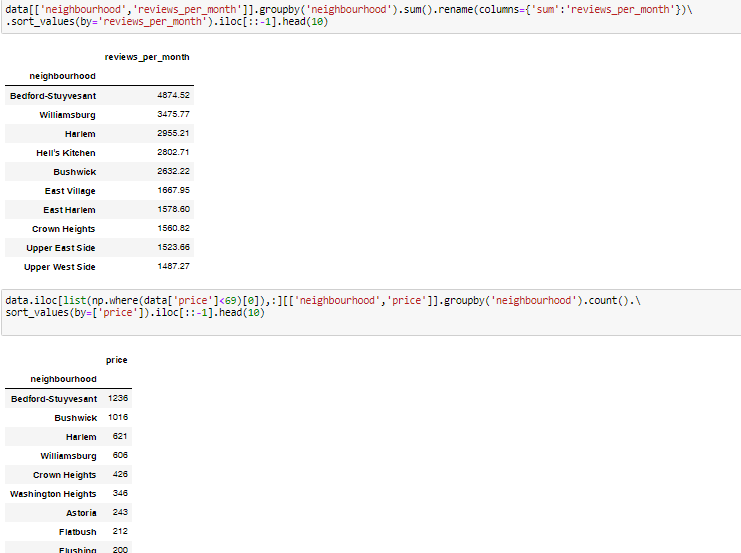 data[['neighbourhood','reviews_per_month']].groupby('neighbourhood').sum().rename(columns={'sum':'reviews_per_month'})\
.sort_values(by='reviews_per_month').iloc[::-1].head(10)
reviews_per_month
neighbourhood
Bedford-Stuyvesant 4874.52
Williamsburg 3475.77
Harlem 2955.21
Hell's Kitchen 2802.71
Bushwick 2632.22
East Village 1667.95
East Harlem 1578.60
Crown Heights 1560.82
Upper East Side 1523.66
Upper West Side 1487.27
data.iloc[list(np.where(data['price']<69)[0]),:][['neighbourhood','price']].groupby('neighbourhood').count().\
sort_values(by=['price']).iloc[::-1].head(10)
price
neighbourhood
Bedford-Stuyvesant 1236
Bushwick 1016
Harlem 621
Williamsburg 606
Crown Heights 426
Washington Heights 346
Astoria 243
Flatbush 212
Flushing 200